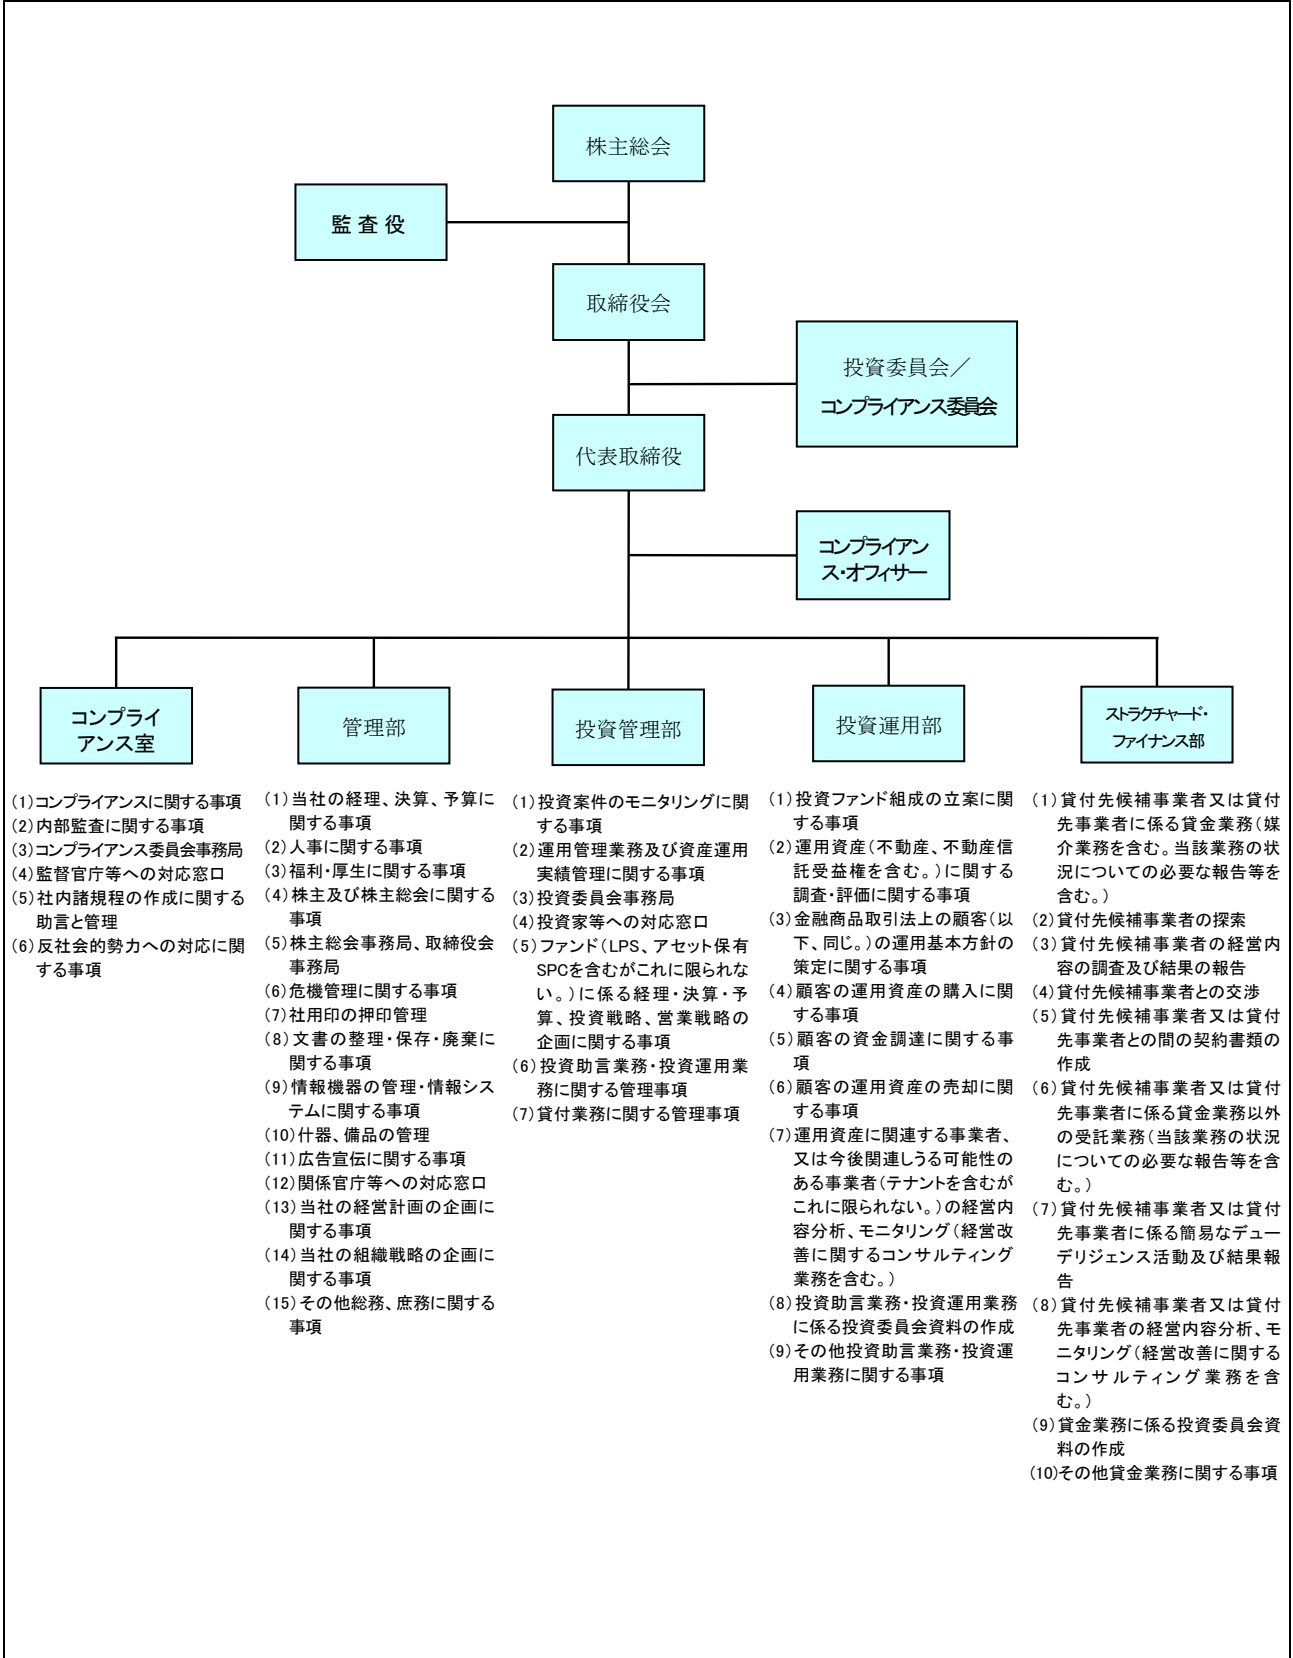 株主総会
監査役
取締役会
投資委員会／
コンプライアンス委員会
代表取締役
コンプライアン
ス・オフィサー
コンプライ
アンス室
管理部
投資管理部
投資運用部
ストラクチャード・
ファイナンス部
(1)コンプライアンスに関する事項
(2)内部監査に関する事項
(3)コンプライアンス委員会事務局
(4)監督官庁等への対応窓口
(5)社内諸規程の作成に関する
助言と管理
(6)反社会的勢力への対応に関
する事項
(1)当社の経理、決算、予算に
関する事項
(2)人事に関する事項
(3)福利・厚生に関する事項
(4)株主及び株主総会に関する
事項
(5)株主総会事務局、取締役会
事務局
(6)危機管理に関する事項
(7)社用印の押印管理
(8)文書の整理・保存・廃棄に
関する事項
(9)情報機器の管理・情報シス
テムに関する事項
(10)什器、備品の管理
(11)広告宣伝に関する事項
(12)関係官庁等への対応窓口
(13)当社の経営計画の企画に
関する事項
(14)当社の組織戦略の企画に
関する事項
(15)その他総務、庶務に関する
事項
(1)投資案件のモニタリングに関
する事項
(2)運用管理業務及び資産運用
実績管理に関する事項
(3)投資委員会事務局
(4)投資家等への対応窓口
(5)ファンド(LPS、アセット保有
SPCを含むがこれに限られな
い。)に係る経理・決算・予
算、投資戦略、営業戦略の
企画に関する事項
(6)投資助言業務・投資運用業
務に関する管理事項
(7)貸付業務に関する管理事項
(1)投資ファンド組成の立案に関
する事項
(2)運用資産(不動産、不動産信
託受益権を含む。)に関する
調査・評価に関する事項
(3)金融商品取引法上の顧客(以
下、同じ。)の運用基本方針の
策定に関する事項
(4)顧客の運用資産の購入に関
する事項
(5)顧客の資金調達に関する事
項
(6)顧客の運用資産の売却に関
する事項
(7)運用資産に関連する事業者、
又は今後関連しうる可能性の
ある事業者(テナントを含むが
これに限られない。)の経営内
容分析、モニタリング(経営改
善に関するコンサルティング
業務を含む。)
(8)投資助言業務・投資運用業務
に係る投資委員会資料の作成
(9)その他投資助言業務・投資運
用業務に関する事項
(1)貸付先候補事業者又は貸付
先事業者に係る貸金業務(媒
介業務を含む。当該業務の状
況についての必要な報告等を
含む。)
(2)貸付先候補事業者の探索
(3)貸付先候補事業者の経営内
容の調査及び結果の報告
(4)貸付先候補事業者との交渉
(5)貸付先候補事業者又は貸付
先事業者との間の契約書類の
作成
(6)貸付先候補事業者又は貸付
先事業者に係る貸金業務以外
の受託業務(当該業務の状況
についての必要な報告等を含
む。)
(7)貸付先候補事業者又は貸付
先事業者に係る簡易なデュー
デリジェンス活動及び結果報
告
(8)貸付先候補事業者又は貸付
先事業者の経営内容分析、モ
ニタリング(経営改善に関する
コンサルティング業務を含
む。)
(9)貸金業務に係る投資委員会資
料の作成
(10)その他貸金業務に関する事項